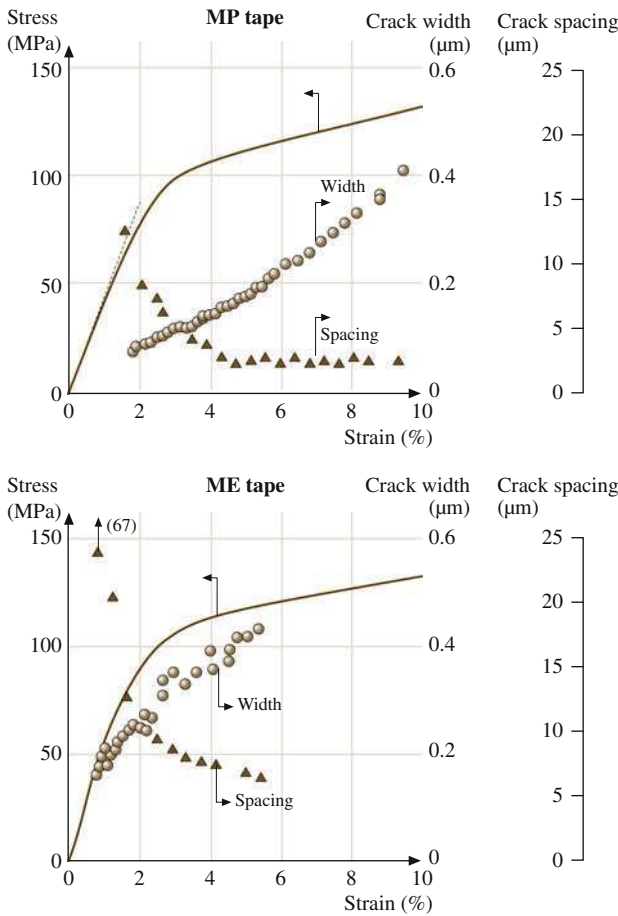 Stress
(MPa)
MP tape
Crack width
(µm)
Crack spacing
(µm)
150
100
50
0
0.6
0.4
0.2
0
25
20
15
10
5
0
Width
Spacing
0 2 4 6 8 10
Strain (%)
Stress
(MPa)
ME tape
Crack width
(µm)
Crack spacing
(µm)
(67)
150
100
50
0
0.6
0.4
0.2
0
25
20
15
10
5
0
Width
Spacing
0 2 4 6 8 10
Strain (%)